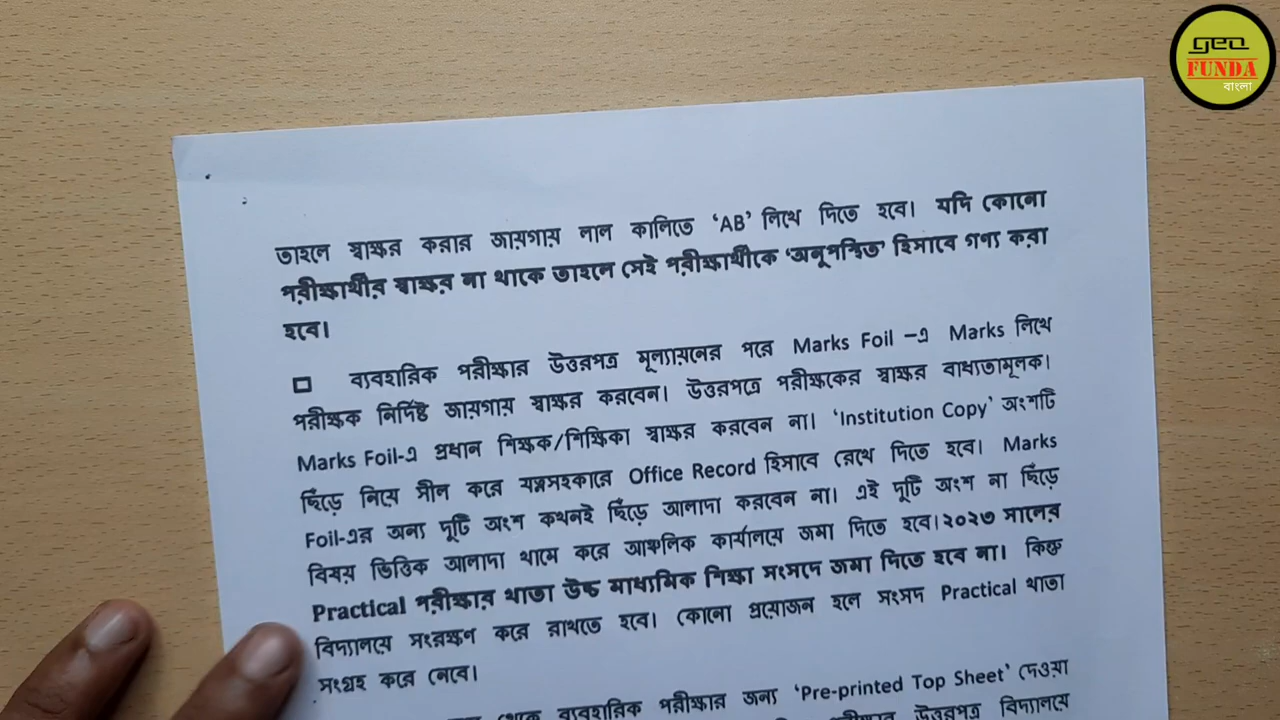 geo
FUNDA
বাংলা
তাহলে স্বাক্ষর করার জায়গায় লাল কালিতে ‘AB’ লিখে দিতে হবে। যদি কোনো
পরীক্ষার্থীর স্বাক্ষর না থাকে তাহলে সেই পরীক্ষার্থীকে ‘অনুপস্থিত’ হিসাবে গণ্য করা
হবে।
ব্যবহারিক পরীক্ষার উত্তরপত্র মূল্যায়নের পরে Marks Foil –এ Marks লিখে
পরীক্ষক নির্দিষ্ট জায়গায় স্বাক্ষর করবেন। উত্তরপত্রে পরীক্ষকের স্বাক্ষর বাধ্যতামূলক।
Marks Foil-এ প্রধান শিক্ষক/শিক্ষিকা স্বাক্ষর করবেন না। ‘Institution Copy’ অংশটি
ছিঁড়ে নিয়ে সীল করে যত্নসহকারে Office Record হিসাবে রেখে দিতে হবে। Marks
Foil-এর অন্য দুটি অংশ কখনই ছিঁড়ে আলাদা করবেন না। এই দুটি অংশ না ছিঁড়ে
বিষয় ভিত্তিক আলাদা খামে করে আঞ্চলিক কার্যালয়ে জমা দিতে হবে।২০২৩ সালের
Practical পরীক্ষার খাতা উচ্চ মাধ্যমিক শিক্ষা সংসদে জমা দিতে হবে না। কিন্তু
বিদ্যালয়ে সংরক্ষণ করে রাখতে হবে। কোনো প্রয়োজন হলে সংসদ Practical খাতা
সংগ্রহ করে নেবে।
থেকে ব্যবহারিক পরীক্ষার জন্য ‘Pre-printed Top Sheet’ দেওয়া
উত্তরপত্র বিদ্যালয়ে